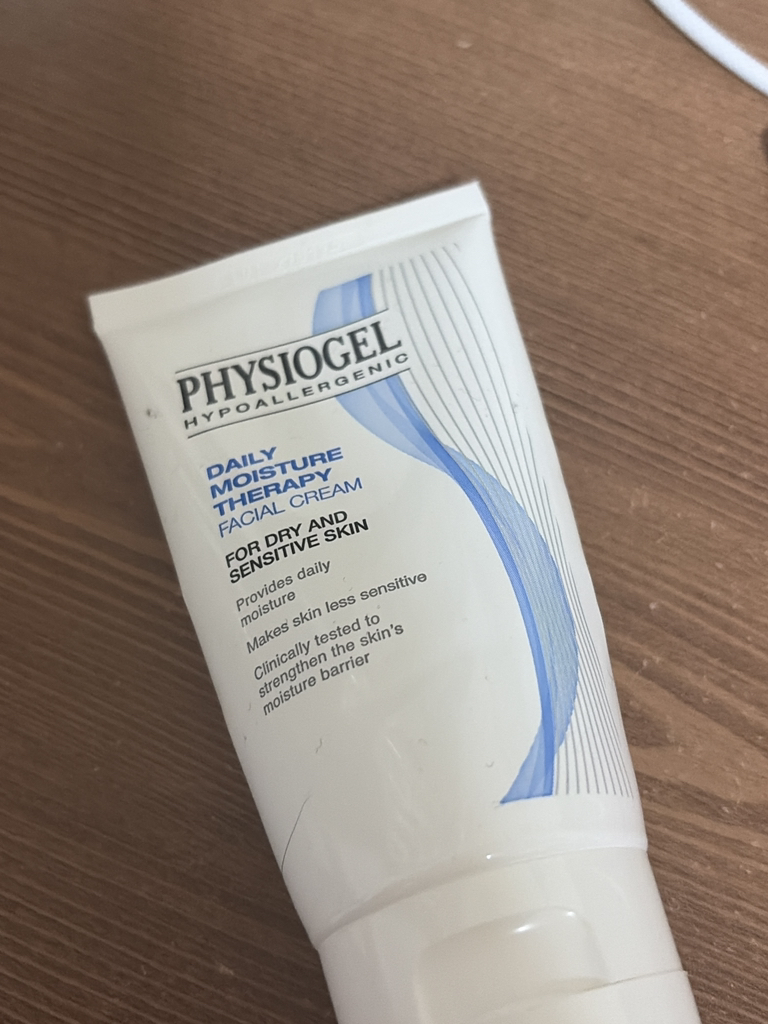 PHYSIOGEL
HYPOALLERGENIC
DAILY
MOISTURE
THERAPY
FACIAL CREAM
FOR DRY AND
SENSITIVE SKIN
Provides daily
moisture
Makes skin less sensitive
Clinically tested to
strengthen the skin's
moisture barrier